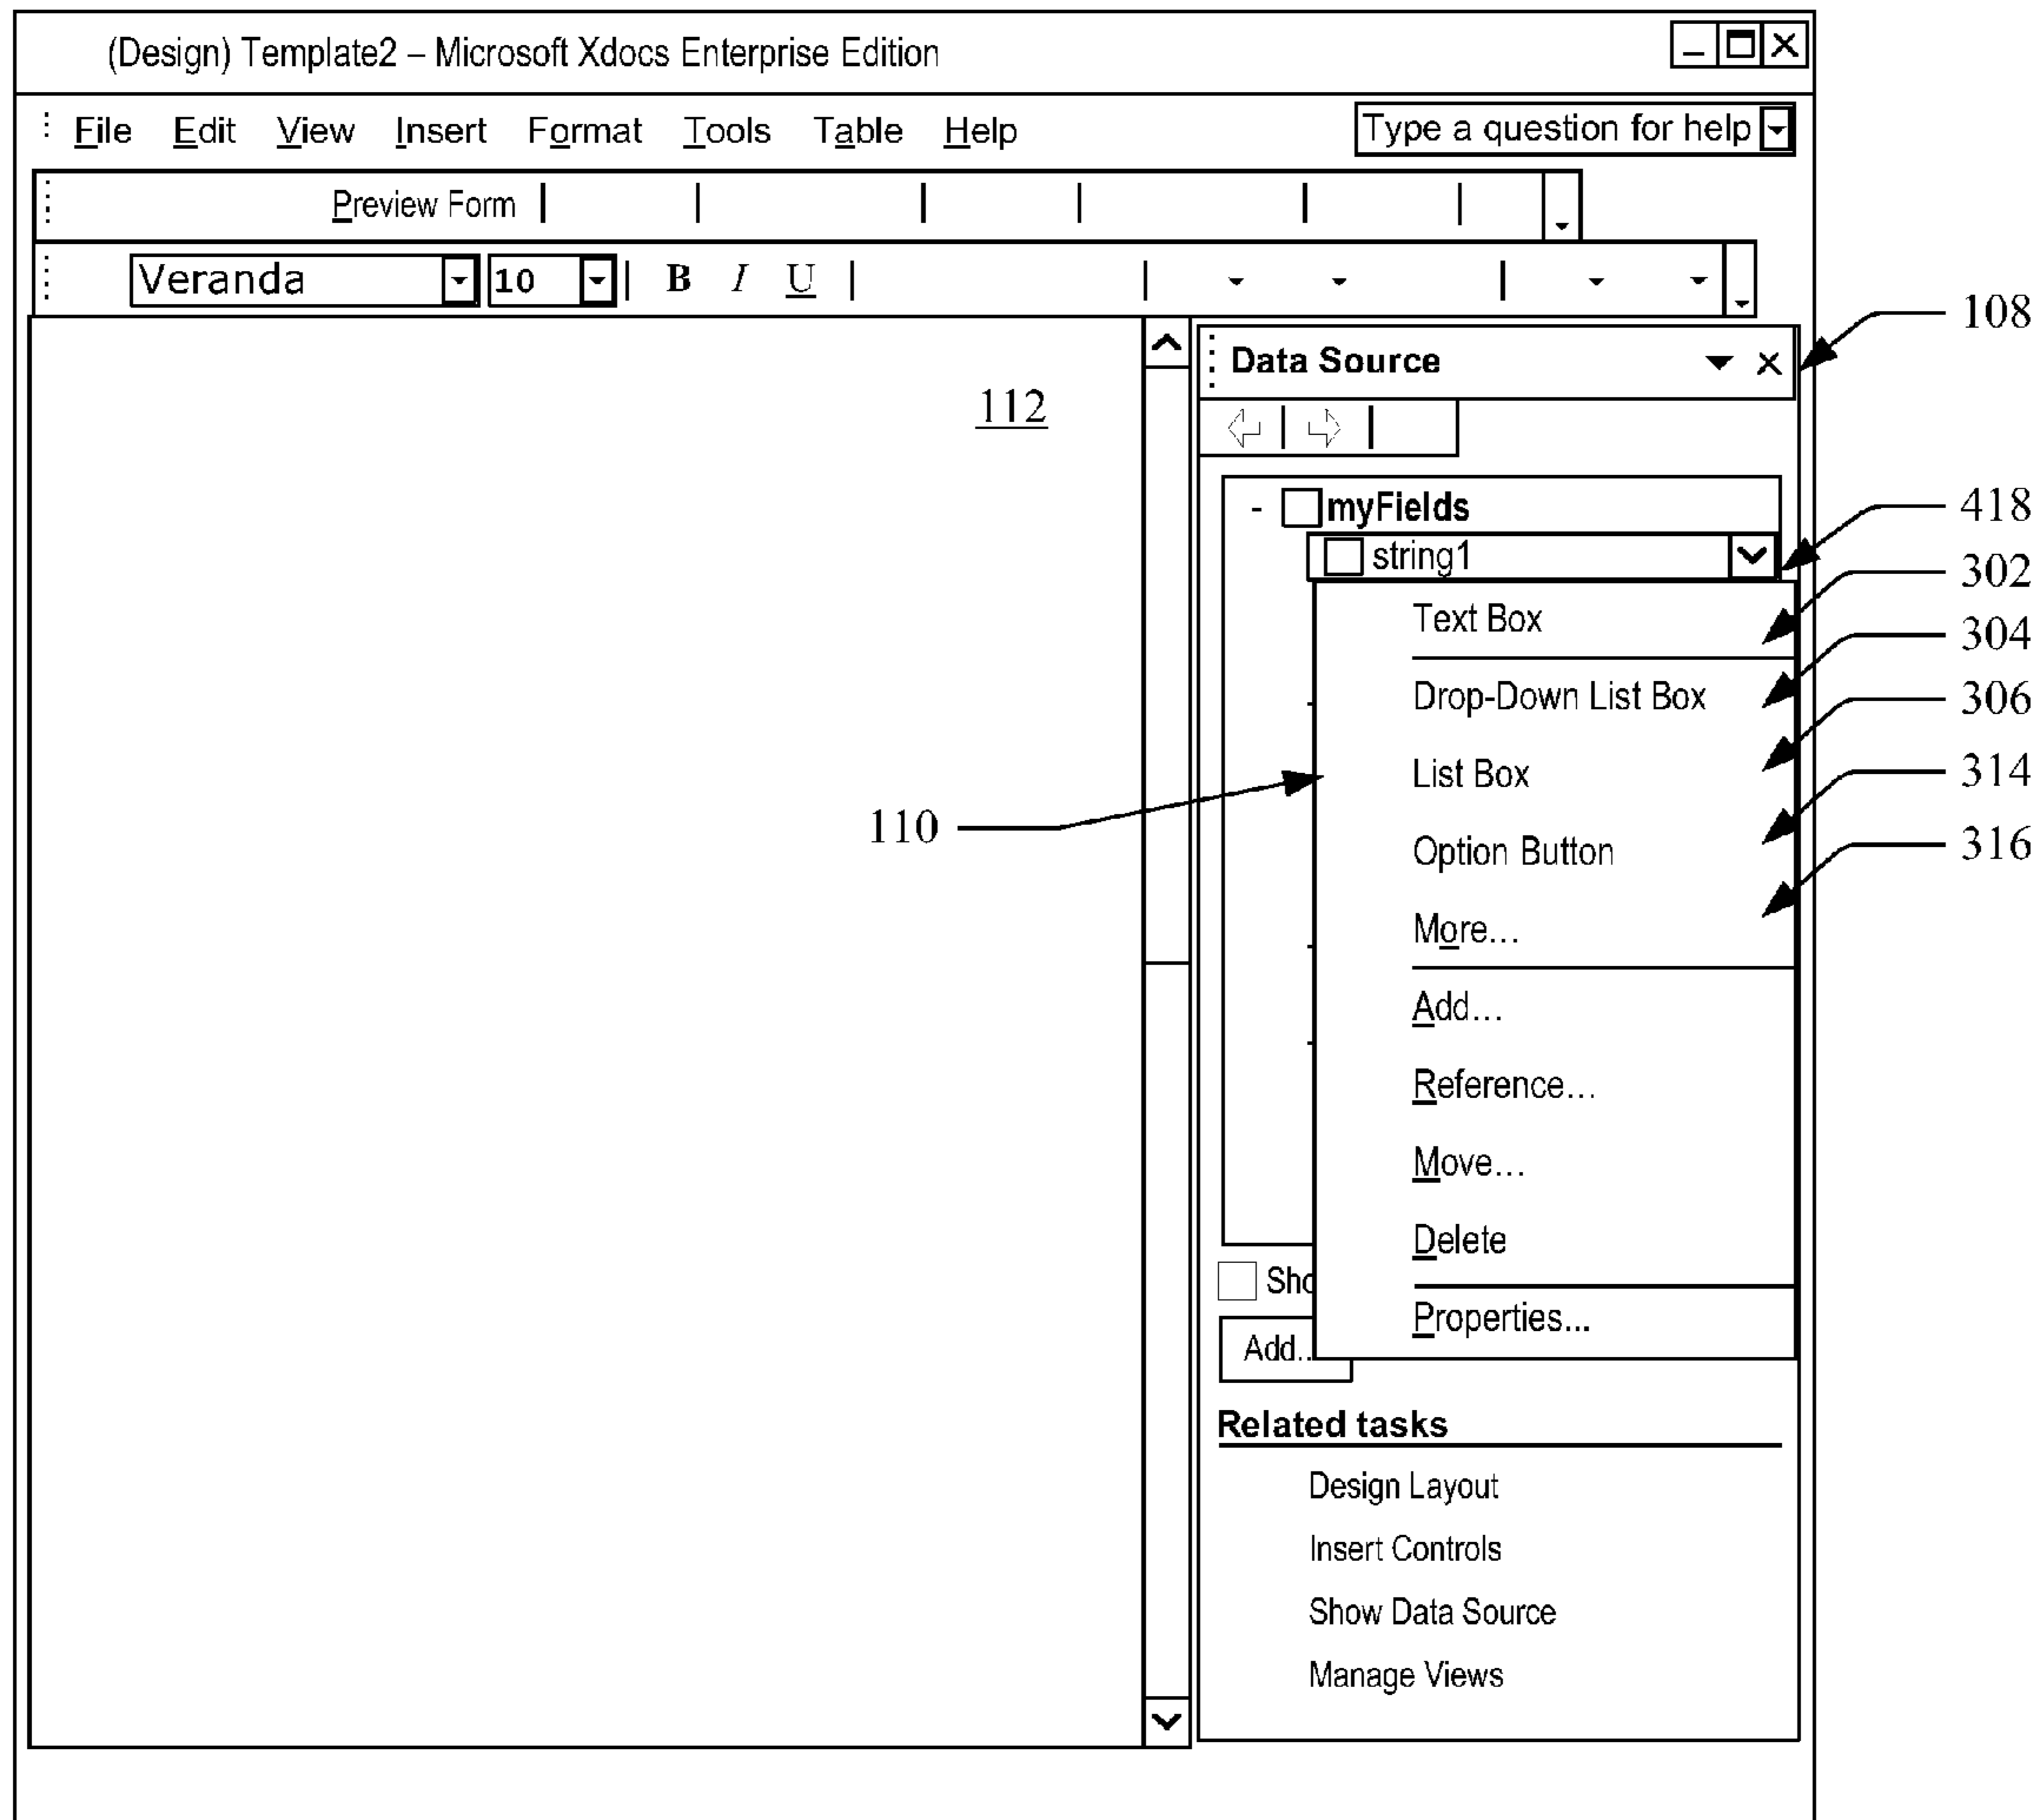 (Design) Template2 – Microsoft Xdocs Enterprise Edition
File Edit View Insert Format Tools Table Help Type a question for help
Preview Form
Veranda 10 B I U
108
Data Source
112
myFields
418
string1
302
Text Box
304
Drop-Down List Box
306
List Box
314
110
Option Button
316
More...
Add...
Reference...
Move...
Delete
Sho
Properties...
Add..
Related tasks
Design Layout
Insert Controls
Show Data Source
Manage Views